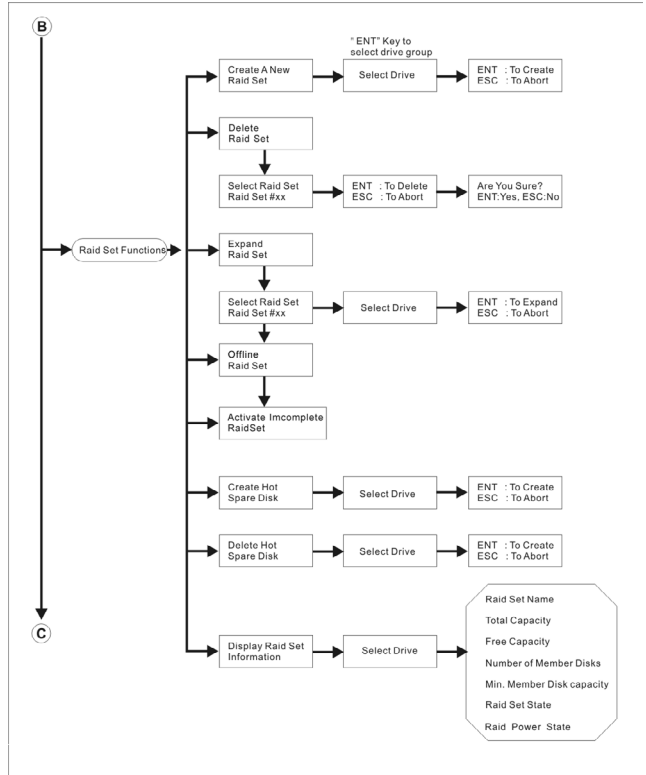 B
" ENT" Key to
select drive group
Create A New
Raid Set
Select Drive
ENT : To Create
ESC : To Abort
Delete
Raid Set
Select Raid Set
Raid Set #xx
ENT : To Delete
ESC : To Abort
Are You Sure?
ENT:Yes, ESC:No
Raid Set Functions
Expand
Raid Set
Select Raid Set
Raid Set #xx
Select Drive
ENT : To Expand
ESC : To Abort
Offline
Raid Set
Activate Imcomplete
RaidSet
Create Hot
Spare Disk
Select Drive
ENT : To Create
ESC : To Abort
Delete Hot
Spare Disk
Select Drive
ENT : To Create
ESC : To Abort
Display Raid Set
Information
Select Drive
Raid Set Name
Total Capacity
Free Capacity
Number of Member Disks
Min. Member Disk capacity
Raid Set State
Raid Power State
C